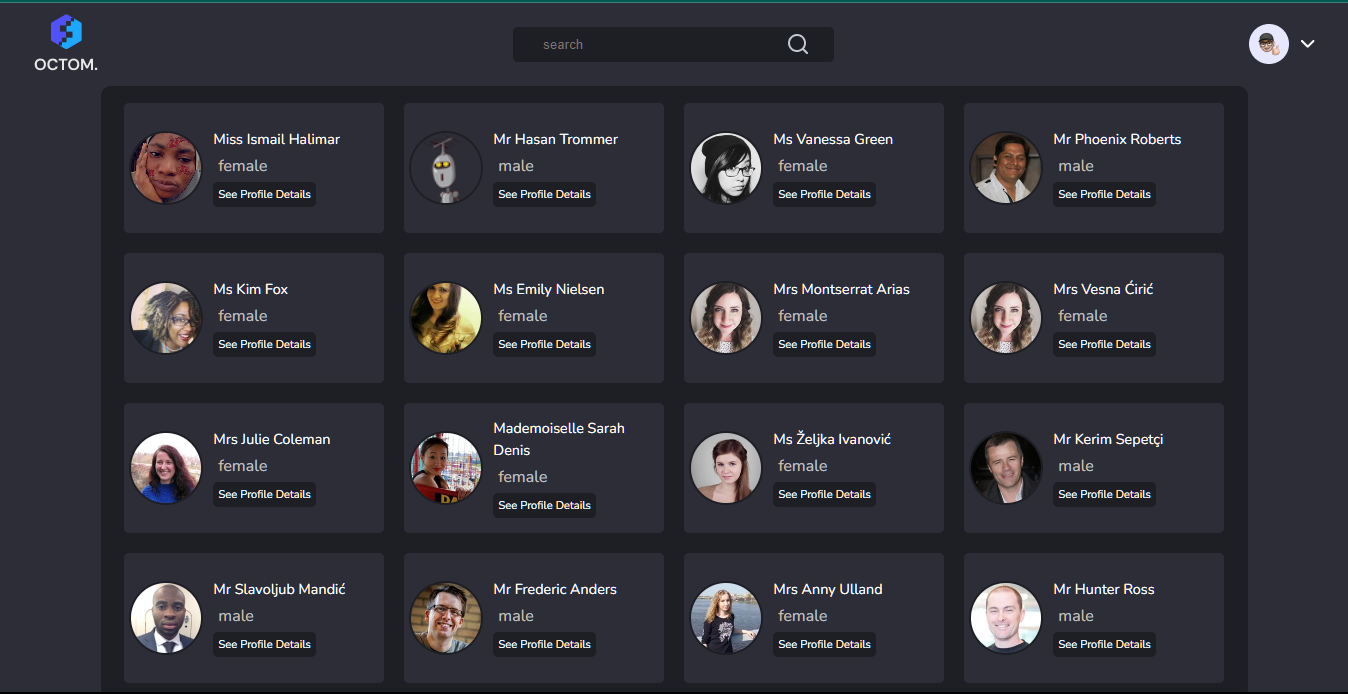 OCTOM.
search
Miss Ismail Halimar
female
See Profile Details
Mr Hasan Trommer
male
See Profile Details
Ms Vanessa Green
female
See Profile Details
Mr Phoenix Roberts
male
See Profile Details
Ms Kim Fox
female
See Profile Details
Ms Emily Nielsen
female
See Profile Details
Mrs Montserrat Arias
female
See Profile Details
Mrs Vesna Ćirić
female
See Profile Details
Mrs Julie Coleman
female
See Profile Details
Mademoiselle Sarah
Denis
female
See Profile Details
Ms Željka Ivanović
female
See Profile Details
Mr Kerim Sepetçi
male
See Profile Details
Mr Slavoljub Mandić
male
See Profile Details
Mr Frederic Anders
male
See Profile Details
Mrs Anny Ulland
female
See Profile Details
Mr Hunter Ross
male
See Profile Details